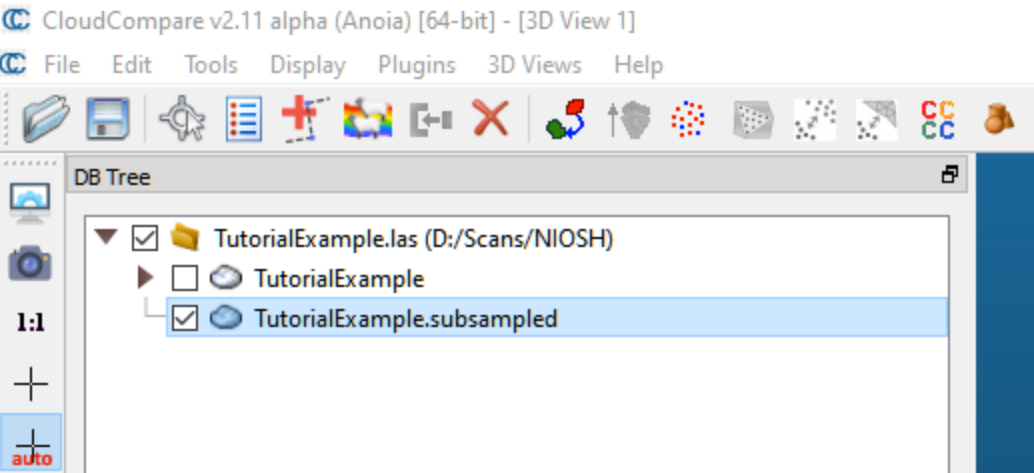 CloudCompare v2.11 alpha (Anoia) [64-bit] - [3D View 1]
File Edit Tools Display Plugins 3D Views Help
CC
CC
DB Tree
TutorialExample.las (D:/Scans/NIOSH)
TutorialExample
TutorialExample.subsampled
1:1
auto